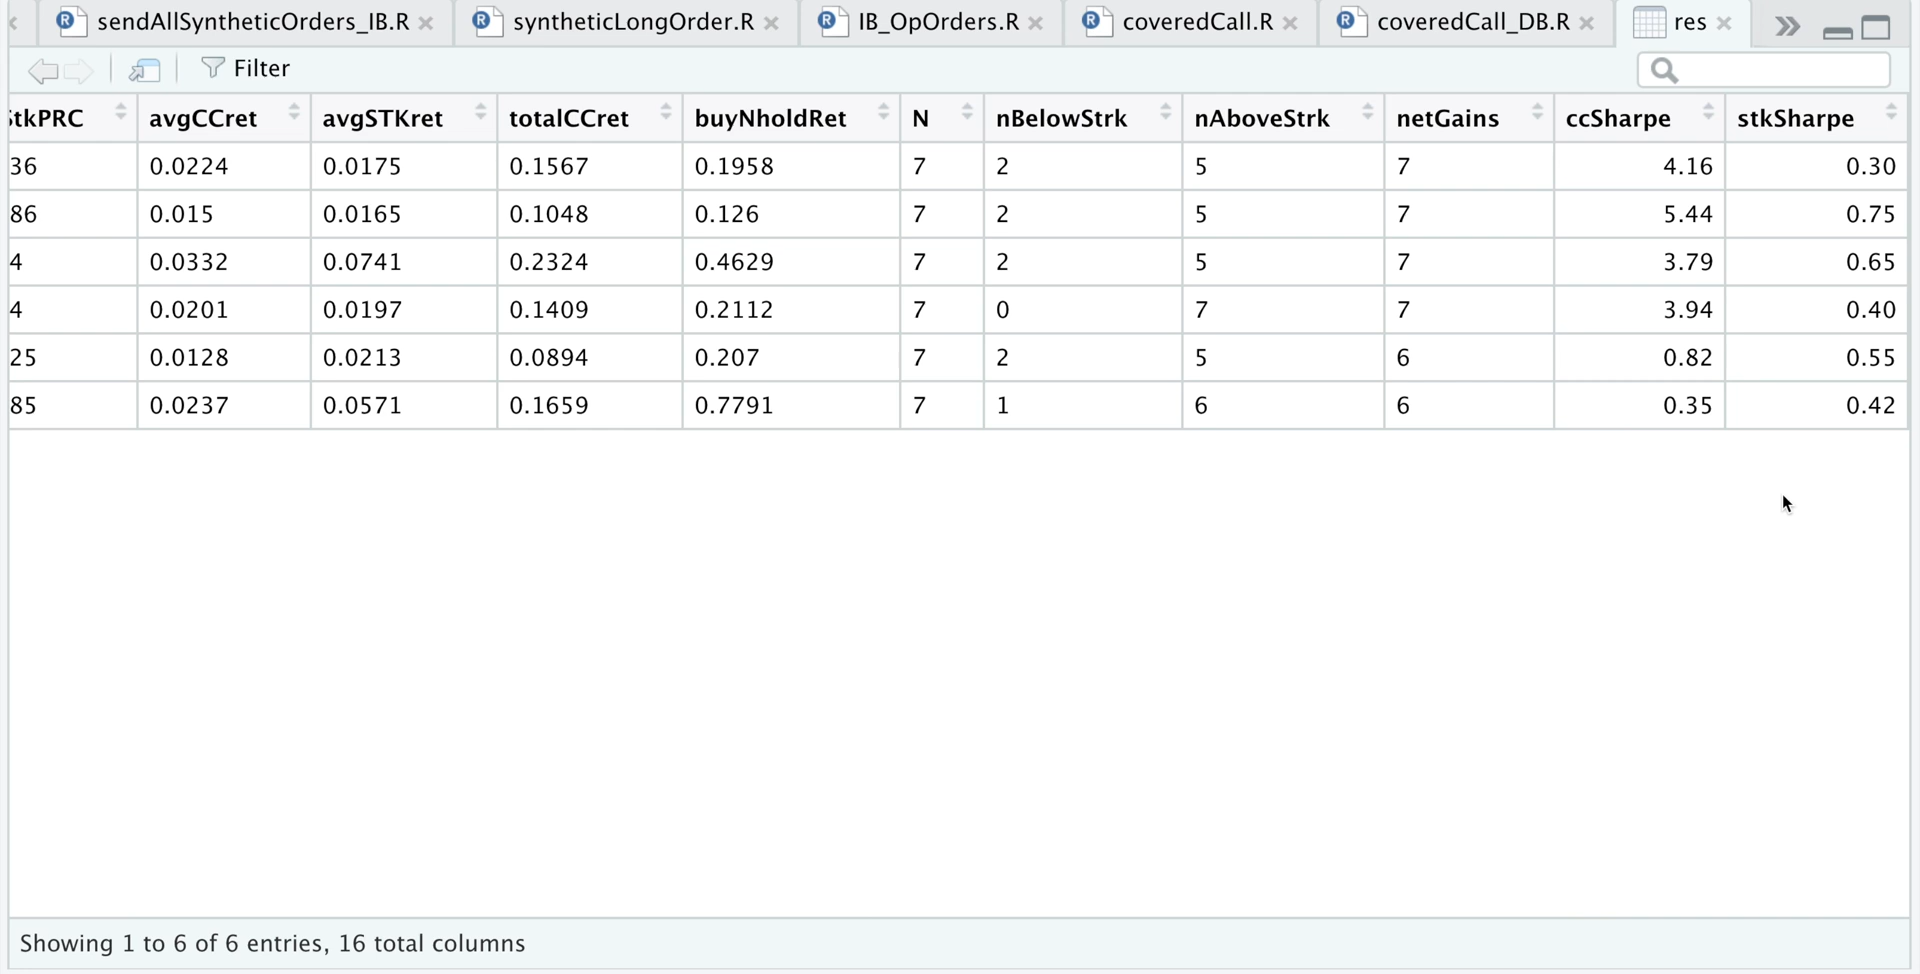 sendAllSyntheticOrders_IB.R syntheticLongOrder.R IB_OpOrders.R coveredCall.R coveredCall_DB.R res
Filter
tkPRC avgCCret avgSTKret totalCCret buyNholdRet N nBelowStrk nAboveStrk netGains ccSharpe stkSharpe
36 0.0224 0.0175 0.1567 0.1958 7 2 5 7 4.16 0.30
86 0.015 0.0165 0.1048 0.126 7 2 5 7 5.44 0.75
4 0.0332 0.0741 0.2324 0.4629 7 2 5 7 3.79 0.65
4 0.0201 0.0197 0.1409 0.2112 7 0 7 7 3.94 0.40
25 0.0128 0.0213 0.0894 0.207 7 2 5 6 0.82 0.55
85 0.0237 0.0571 0.1659 0.7791 7 1 6 6 0.35 0.42
Showing 1 to 6 of 6 entries, 16 total columns